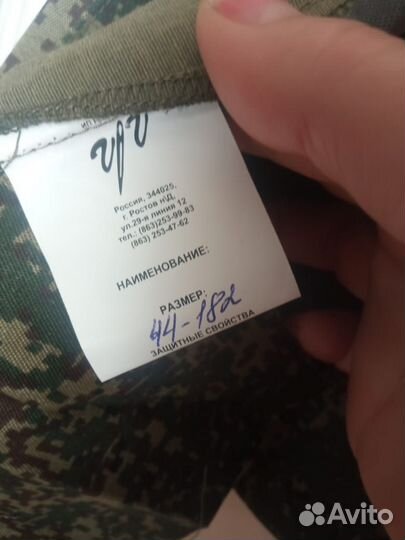 Россия, 344025,
г. Ростов н\Д,
ул.29-я линия 12
тел.: (863)253-99-83
(863) 253-47-62
НАИМЕНОВАНИЕ:
РАЗМЕР:
44-182
ЗАЩИТНЫЕ СВОЙСТВА
Avito